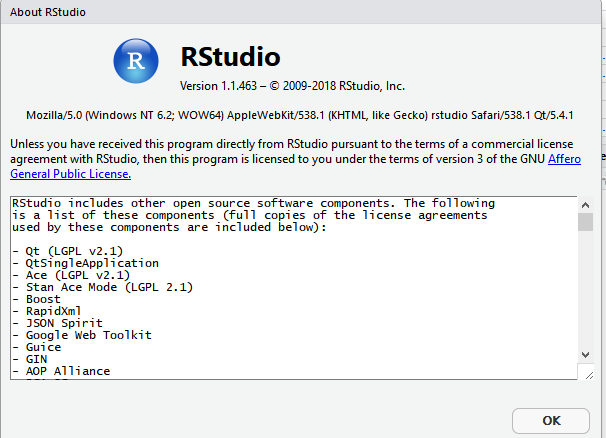 About RStudio
R
RStudio
Version 1.1.463 – © 2009-2018 RStudio, Inc.
Mozilla/5.0 (Windows NT 6.2; WOW64) AppleWebKit/538.1 (KHTML, like Gecko) rstudio Safari/538.1 Qt/5.4.1
Unless you have received this program directly from RStudio pursuant to the terms of a commercial license
agreement with RStudio, then this program is licensed to you under the terms of version 3 of the GNU Affero
General Public License.
RStudio includes other open source software components. The following
is a list of these components (full copies of the license agreements
used by these components are included below):
- Qt (LGPL v2.1)
- QtSingleApplication
- Ace (LGPL v2.1)
- Stan Ace Mode (LGPL 2.1)
- Boost
- RapidXml
- JSON Spirit
- Google Web Toolkit
- Guice
- GIN
- AOP Alliance
OK